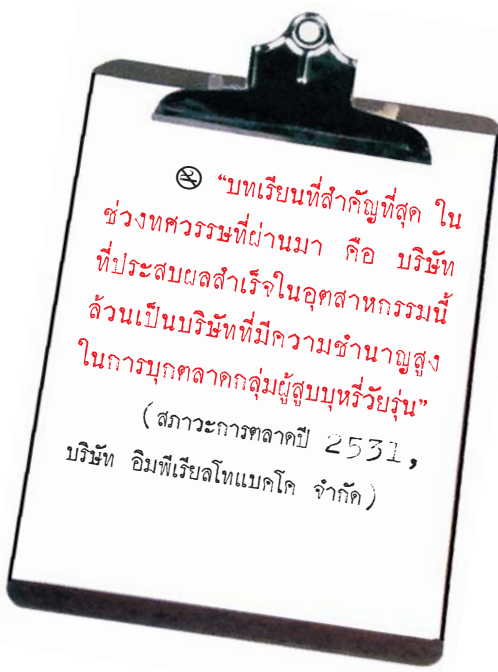 “บทเรียนที่สำคัญที่สุด ใน
ช่วงทศวรรษที่ผ่านมา คือ บริษัท
ที่ประสบผลสำเร็จในอุตสาหกรรมนี้
ล้วนเป็นบริษัทที่มีความชำนาญสูง
ในการบุกตลาดกลุ่มผู้สูบบุหรี่วัยรุ่น”
(สภาวะการตลาดปี 2531,
บริษัท อิมพีเรียลโทแบคโค จำกัด)